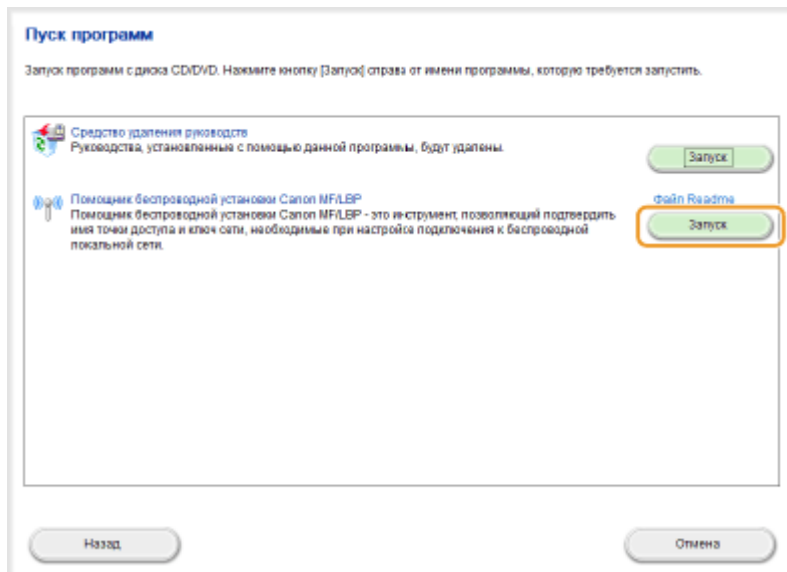 Пуск программ
Запуск программ с диска CD/DVD. Нажмите кнопку [Запуск] справа от имени программы, которую требуется запустить.
Средство удаления руководств
Руководства, установленные с помощью данной программы, будут удалены.
Запуск
Помощник беспроводной установки Canon MF/LBP
Файл Readme
Помощник беспроводной установки Canon MF/LBP - это инструмент, позволяющий подтвердить
имя точки доступа и ключ сети, необходимые при настройке подключения к беспроводной
локальной сети.
Запуск
Назад
Отмена